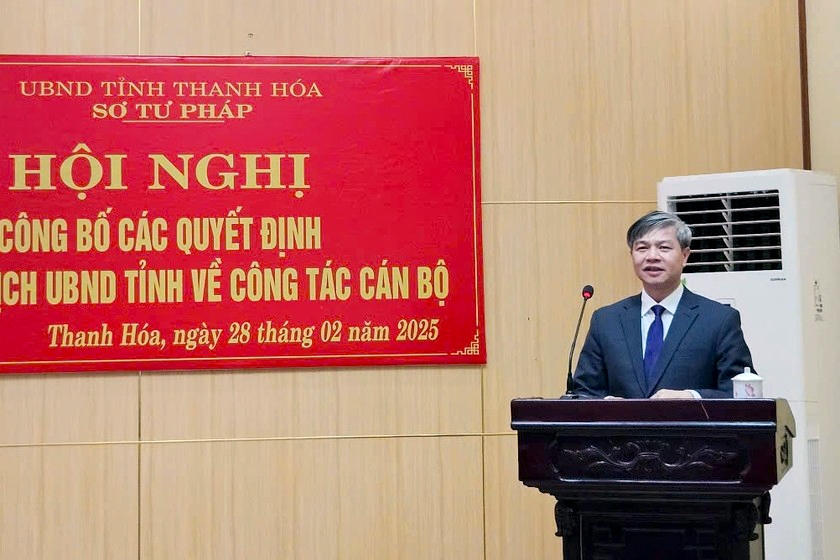 UBND TỈNH THANH HÓA
SỞ TƯ PHÁP
HỘI NGHỊ
CÔNG BỐ CÁC QUYẾT ĐỊNH
ỊCH UBND TỈNH VỀ CÔNG TÁC CÁN BỘ
Thanh Hóa, ngày 28 tháng 02 năm 2025